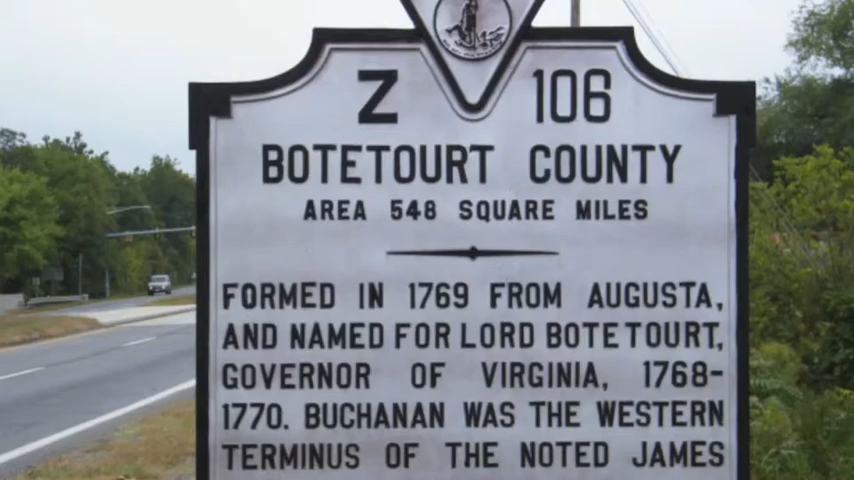 Z 106
BOTETOURT COUNTY
AREA 548 SQUARE MILES
FORMED IN 1769 FROM AUGUSTA,
AND NAMED FOR LORD BOTETOURT,
GOVERNOR OF VIRGINIA, 1768-
1770. BUCHANAN WAS THE WESTERN
TERMINUS OF THE NOTED JAMES